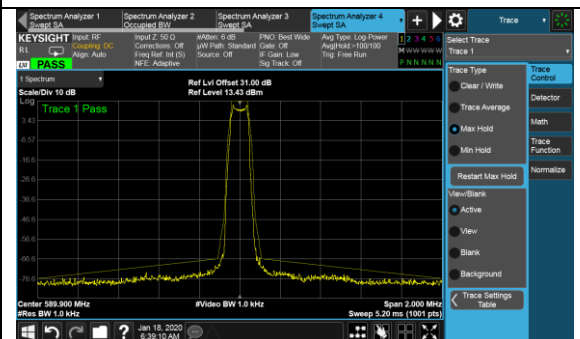 Spectrum Analyzer 1
Swept SA
Spectrum Analyzer 2
Occupied BW
Spectrum Analyzer 3
Swept SA
Spectrum Analyzer 4
Swept SA
Trace
KEYSIGHT
RL
LXI
PASS
Input: RF
Coupling: DC
Align: Auto
Input Z: 50 Ω
Corrections: Off
Freq Ref: Int (S)
NFE: Adaptive
#Atten: 6 dB
µW Path: Standard
Source: Off
PNO: Best Wide
Gate: Off
IF Gain: Low
Sig Track: Off
Avg Type: Log-Power
Avg|Hold:>100/100
Trig: Free Run
1 2 3 4 5 6
M W W W W W
P N N N N N
1 Spectrum
Scale/Div 10 dB
Ref Lvl Offset 31.00 dB
Ref Level 13.43 dBm
Log
Trace 1 Pass
3.43
-6.57
-16.6
-26.6
-36.6
-46.6
-56.6
-66.6
-76.6
Center 589.900 MHz
#Res BW 1.0 kHz
#Video BW 1.0 kHz
Span 2.000 MHz
Sweep 5.20 ms (1001 pts)
Jan 18, 2020
6:39:10 AM
Select Trace
Trace 1
Trace Type
Clear / Write
Trace Average
Max Hold
Min Hold
Restart Max Hold
View/Blank
Active
View
Blank
Background
Trace Settings
Table
Trace
Control
Detector
Math
Trace
Function
Normalize